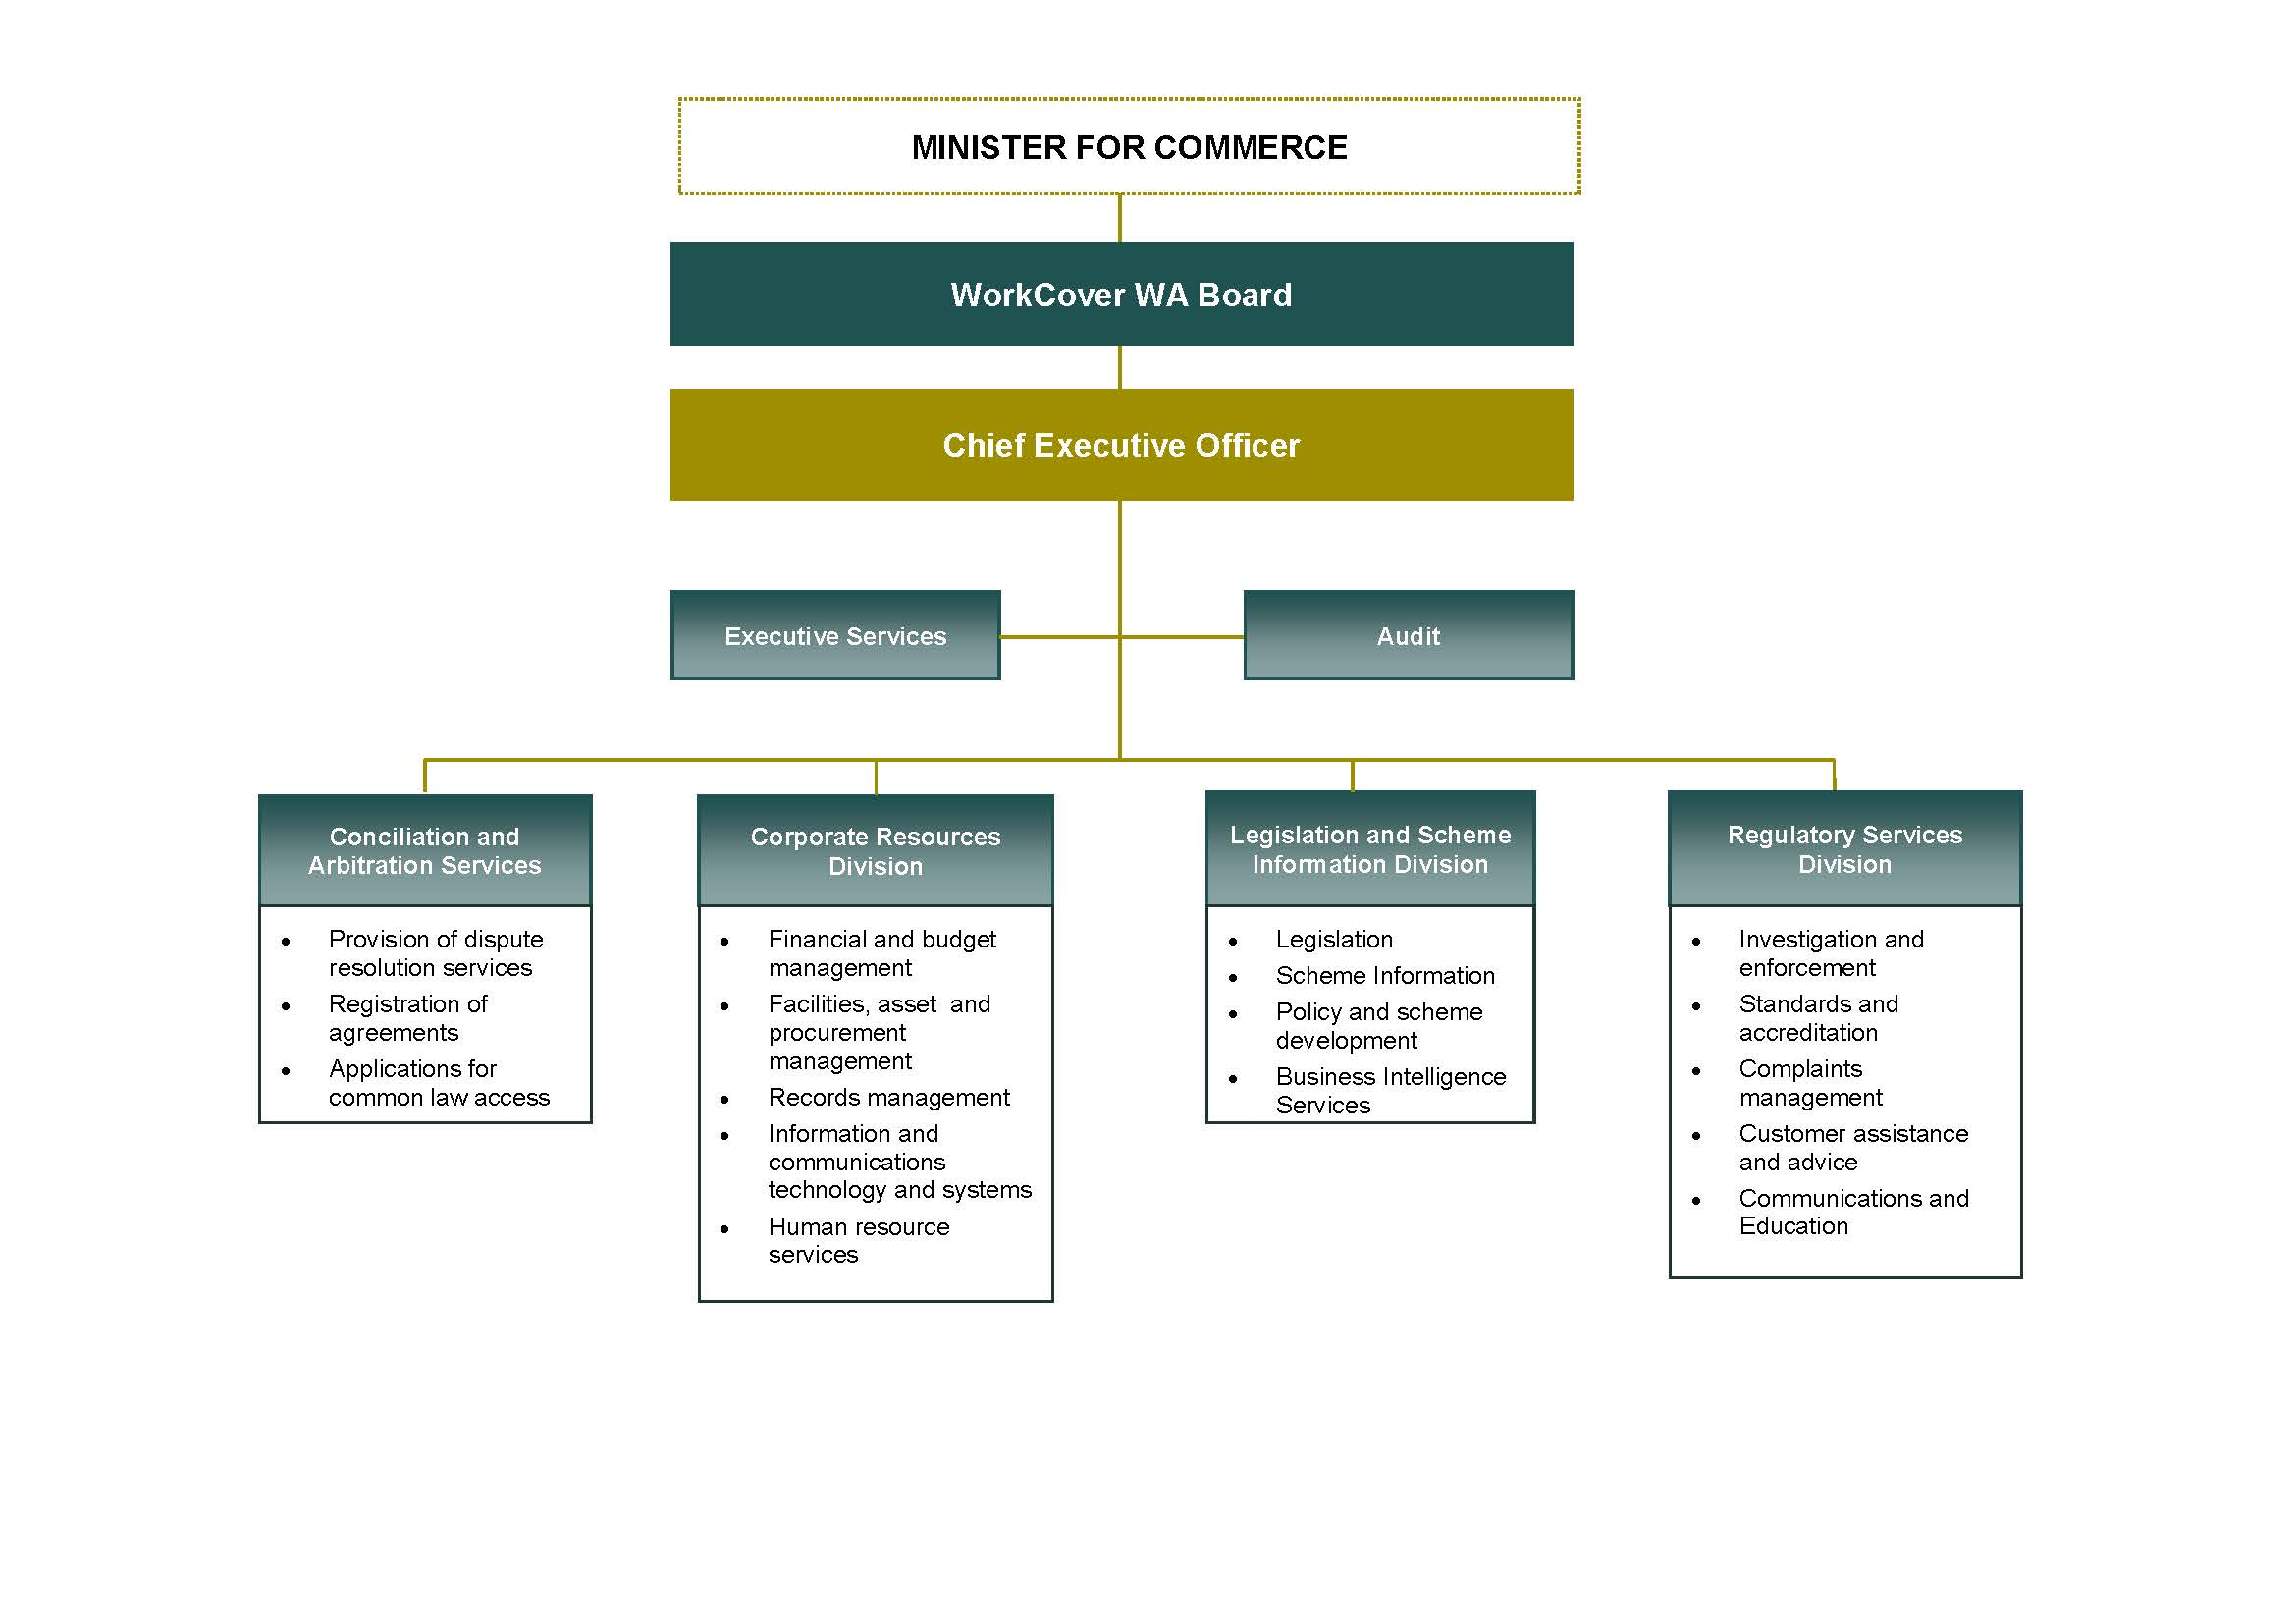 MINISTER FOR COMMERCE
WorkCover WA Board
Chief Executive Officer
Executive Services
Audit
Conciliation and
Arbitration Services
• Provision of dispute
resolution services
• Registration of
agreements
• Applications for
common law access
Corporate Resources
Division
• Financial and budget
management
• Facilities, asset and
procurement
management
• Records management
• Information and
communications
technology and systems
• Human resource
services
Legislation and Scheme
Information Division
• Legislation
• Scheme Information
• Policy and scheme
development
• Business Intelligence
Services
Regulatory Services
Division
• Investigation and
enforcement
• Standards and
accreditation
• Complaints
management
• Customer assistance
and advice
• Communications and
Education